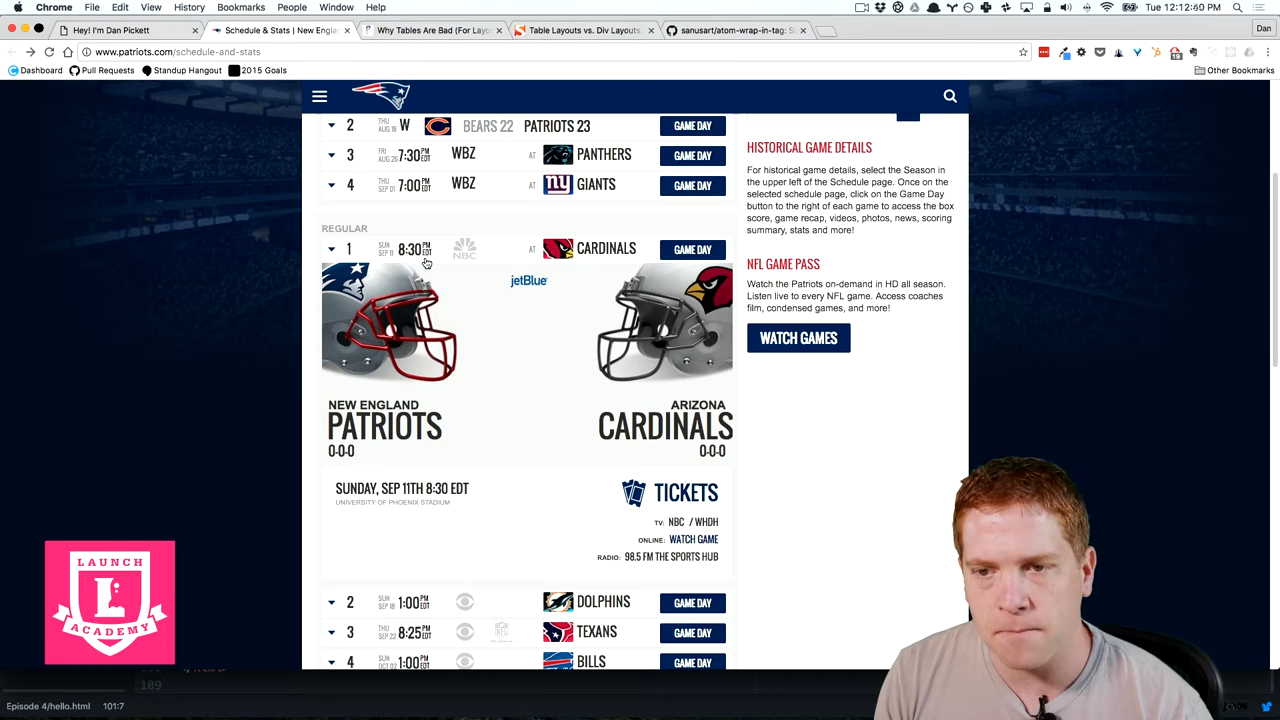 Chrome File Edit View History Bookmarks People Window Help
Tue 12:12:60 PM
Hey! I'm Dan Pickett
Schedule & Stats | New Engla
Why Tables Are Bad (For Layou
Table Layouts vs. Div Layouts
sanusart/atom-wrap-in-tag: S
Dan
www.patriots.com/schedule-and-stats
19
Dashboard Pull Requests Standup Hangout 2015 Goals Other Bookmarks
2 THU AUG 18 W BEARS 22 PATRIOTS 23 GAME DAY
3 FRI AUG 26 7:30 PM EDT WBZ AT PANTHERS GAME DAY
4 THU SEP 01 7:00 PM EDT WBZ AT GIANTS GAME DAY
REGULAR
1 SUN SEP 11 8:30 PM EDT NBC AT CARDINALS GAME DAY
jetBlue
NEW ENGLAND
PATRIOTS
0-0-0
ARIZONA
CARDINALS
0-0-0
SUNDAY, SEP 11TH 8:30 EDT
UNIVERSITY OF PHOENIX STADIUM
TICKETS
TV: NBC / WHDH
ONLINE: WATCH GAME
RADIO: 98.5 FM THE SPORTS HUB
2 SUN SEP 18 1:00 PM EDT DOLPHINS GAME DAY
3 THU SEP 22 8:25 PM EDT TEXANS GAME DAY
4 SUN OCT 02 1:00 PM EDT BILLS GAME DAY
HISTORICAL GAME DETAILS
For historical game details, select the Season in
the upper left of the Schedule page. Once on the
selected schedule page, click on the Game Day
button to the right of each game to access the box
score, game recap, videos, photos, news, scoring
summary, stats and more!
NFL GAME PASS
Watch the Patriots on-demand in HD all season.
Listen live to every NFL game. Access coaches
film, condensed games, and more!
WATCH GAMES
LAUNCH
L
ACADEMY
109
Episode 4/hello.html 101:7